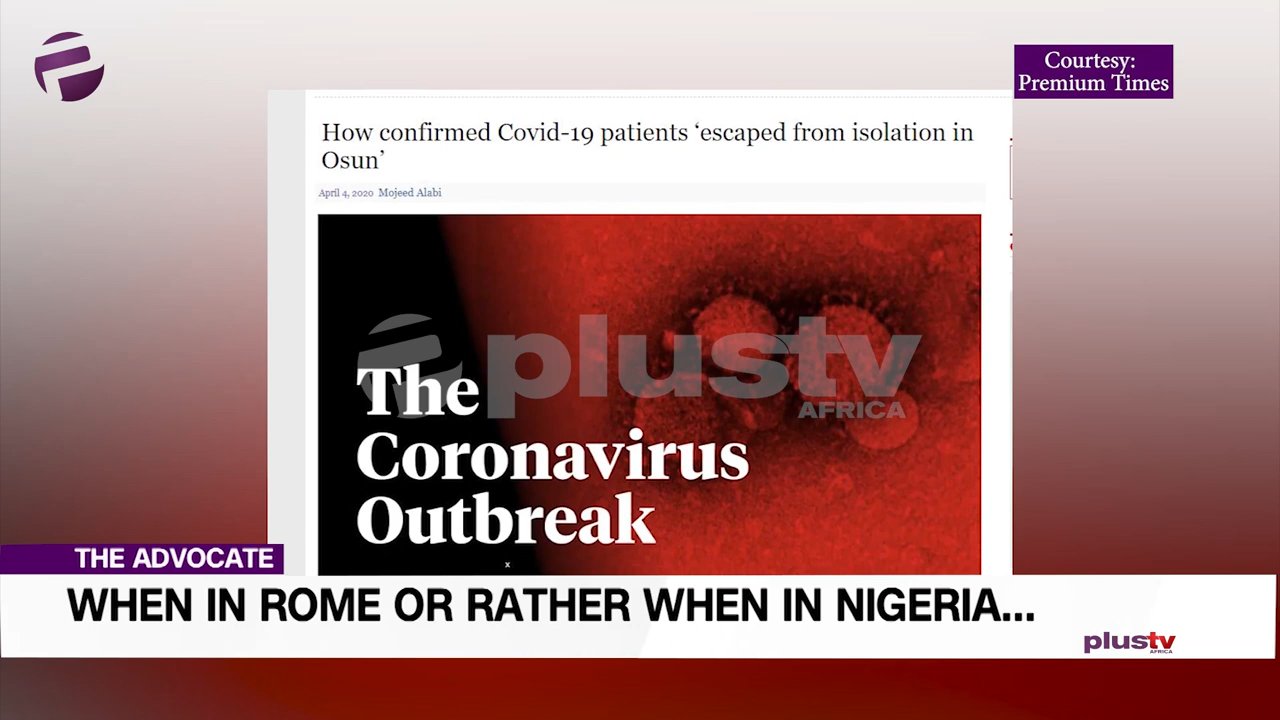 Courtesy:
Premium Times
How confirmed Covid-19 patients ‘escaped from isolation in
Osun’
April 4, 2020 Mojeed Alabi
plustv
AFRICA
The
Coronavirus
Outbreak
x
THE ADVOCATE
WHEN IN ROME OR RATHER WHEN IN NIGERIA...
plustv
AFRICA